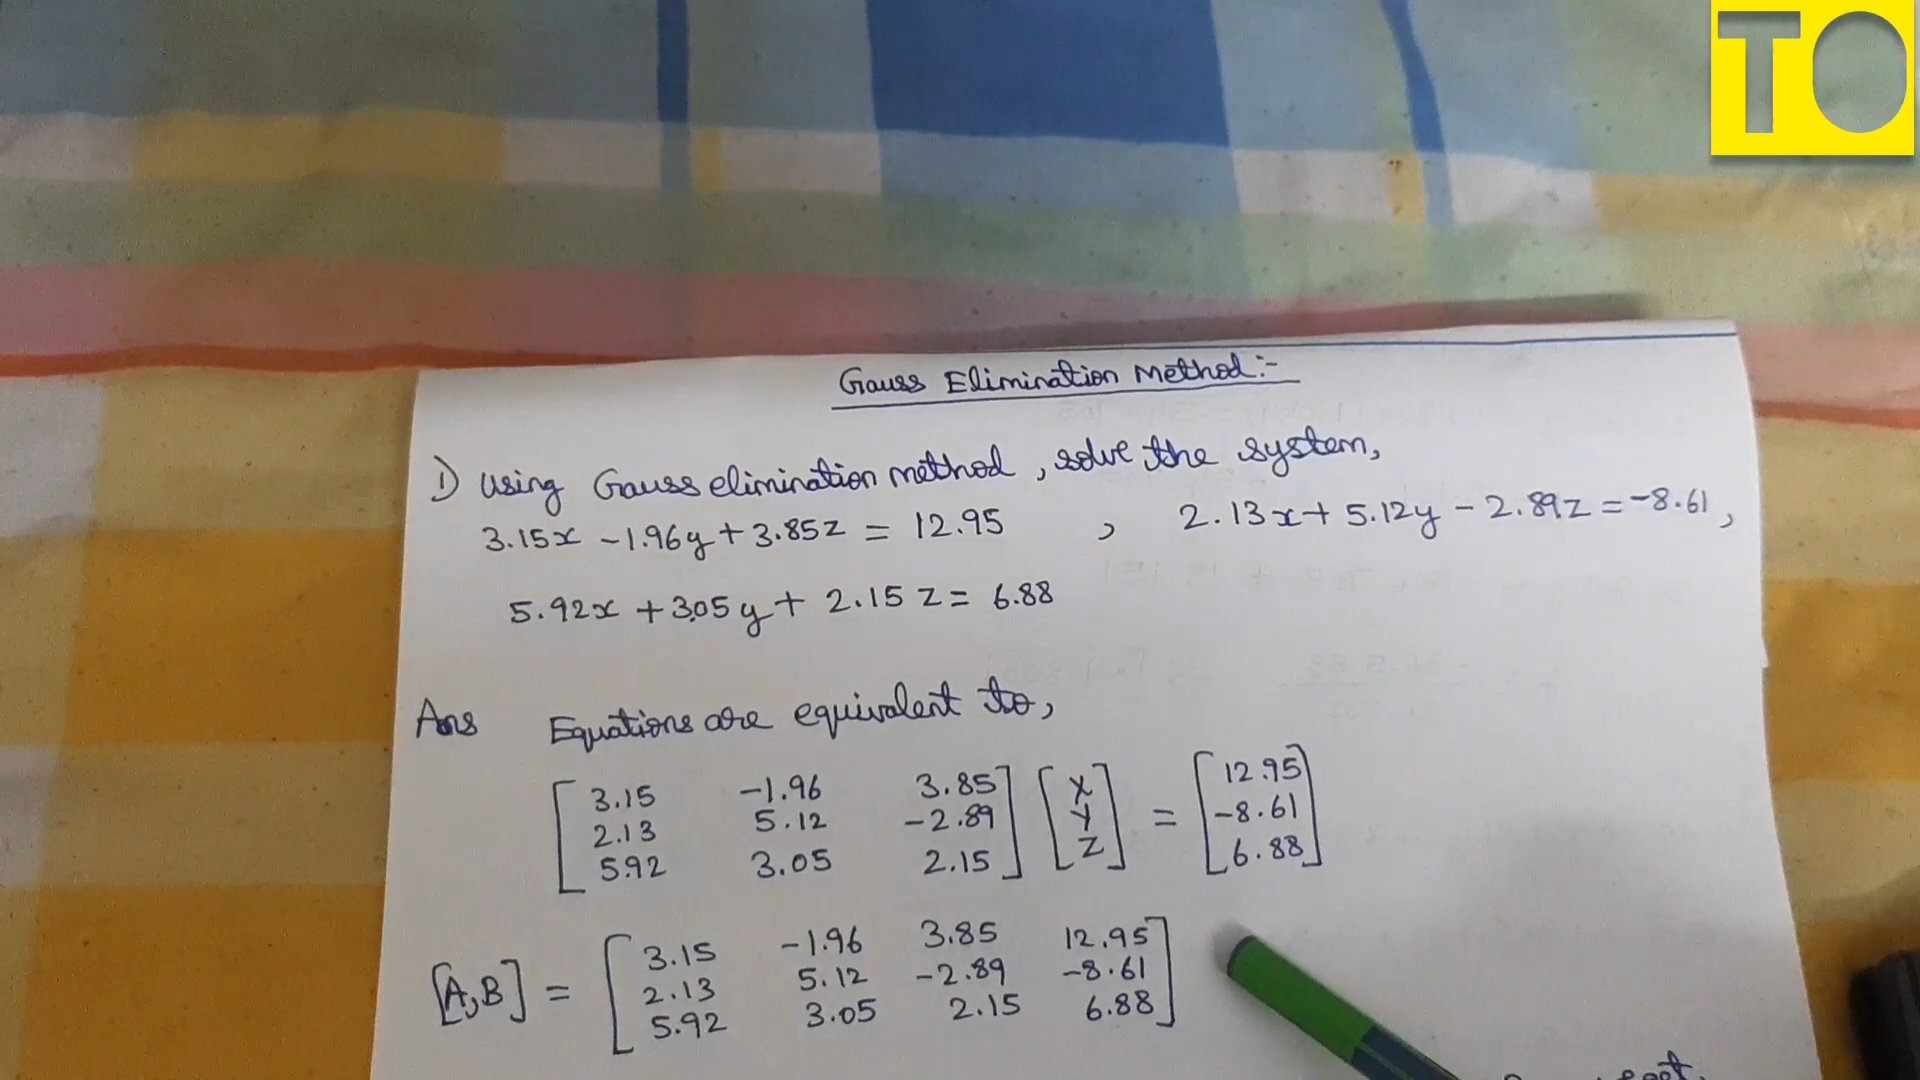 TO
Gauss Elimination Method:-
1) Using Gauss elimination method, solve the system,
3.15x -1.96y + 3.85z = 12.95 , 2.13x + 5.12y - 2.89z = -8.61,
5.92x + 3.05y + 2.15z = 6.88
Ans Equations are equivalent to,
[3.15 -1.96 3.85] [x] = [12.95]
[2.13 5.12 -2.89] [y] [-8.61]
[5.92 3.05 2.15] [z] [6.88]
[A,B] = [3.15 -1.96 3.85 12.95]
[2.13 5.12 -2.89 -8.61]
[5.92 3.05 2.15 6.88]